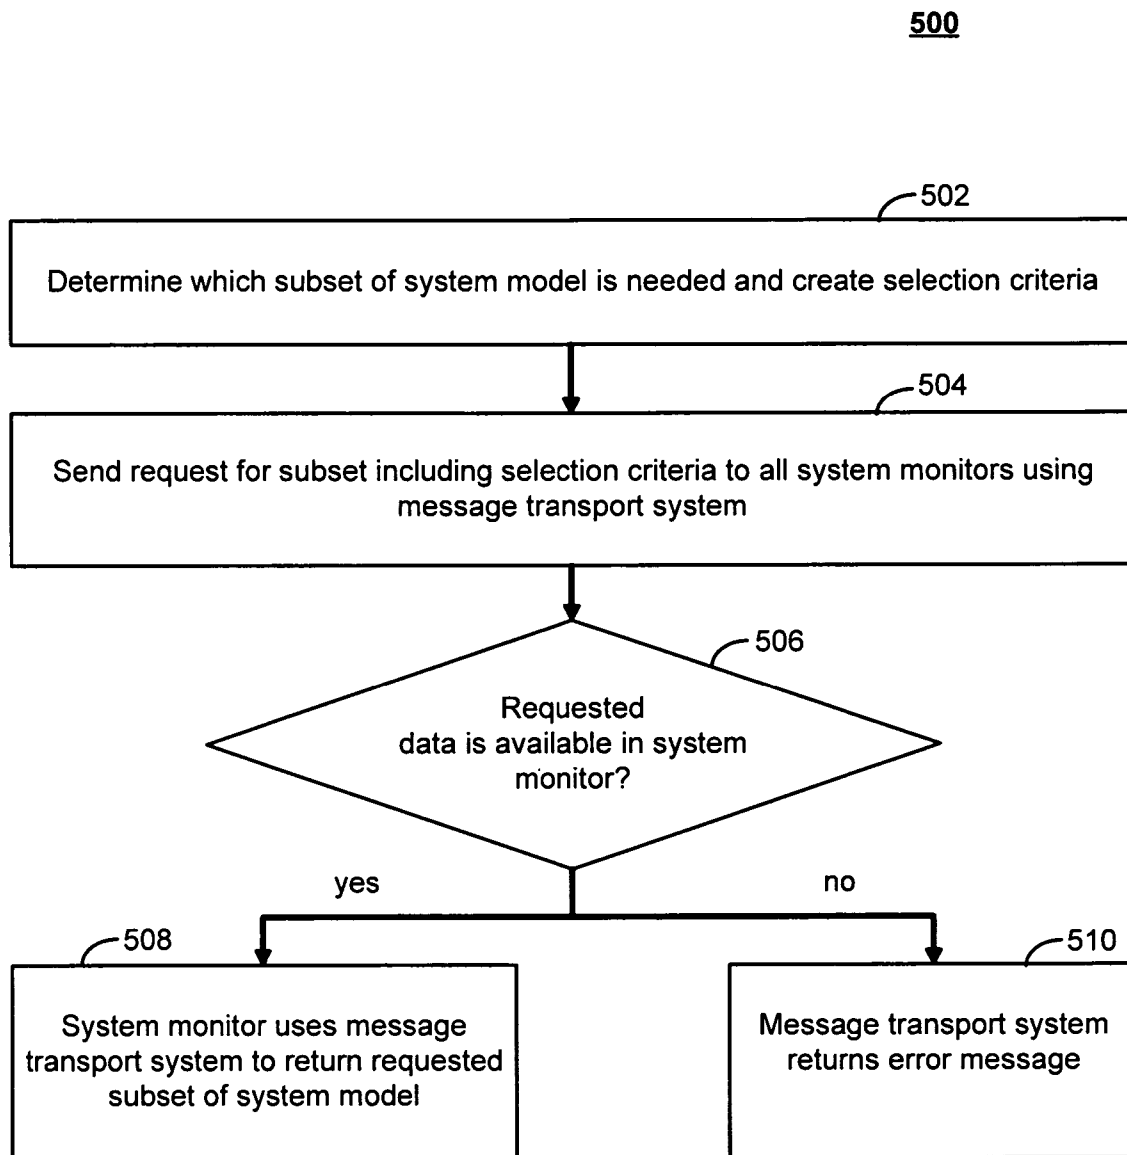 500
502
Determine which subset of system model is needed and create selection criteria
504
Send request for subset including selection criteria to all system monitors using
message transport system
506
Requested
data is available in system
monitor?
yes
no
508
System monitor uses message
transport system to return requested
subset of system model
510
Message transport system
returns error message